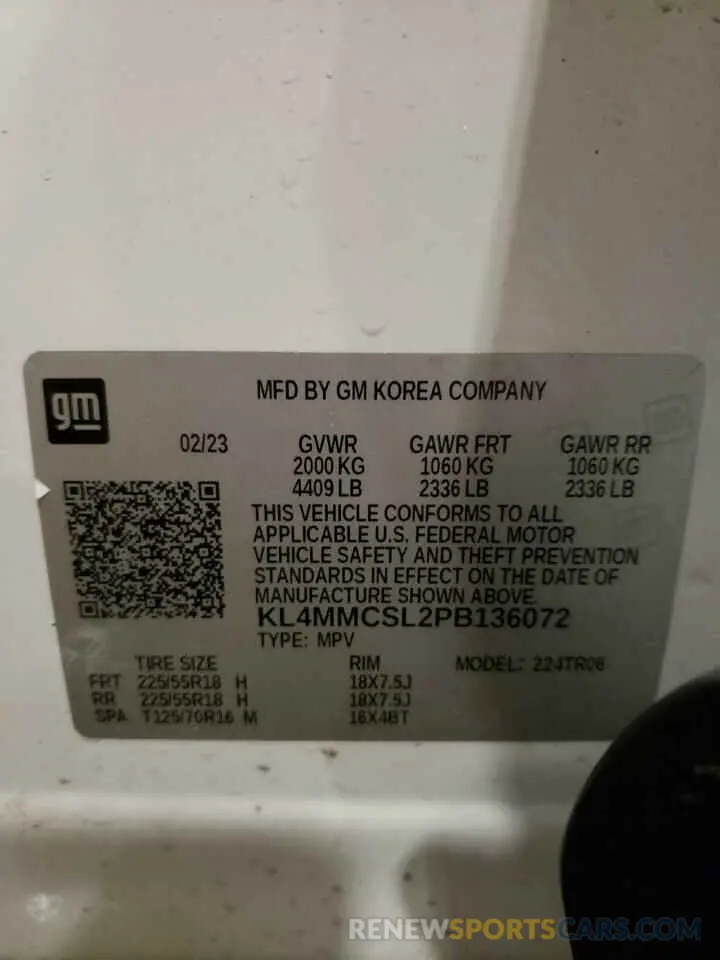 gm
MFD BY GM KOREA COMPANY
02/23 GVWR GAWR FRT GAWR RR
2000 KG 1060 KG 1060 KG
4409 LB 2336 LB 2336 LB
THIS VEHICLE CONFORMS TO ALL
APPLICABLE U.S. FEDERAL MOTOR
VEHICLE SAFETY AND THEFT PREVENTION
STANDARDS IN EFFECT ON THE DATE OF
MANUFACTURE SHOWN ABOVE.
KL4MMCSL2PB136072
TYPE: MPV
TIRE SIZE RIM MODEL: 224TR06
FRT 225/55R18 H 18X7.5J
RR 225/55R18 H 18X7.5J
SPA T125/70R16 M 16X4BT
RENEWSPORTSCARS.COM